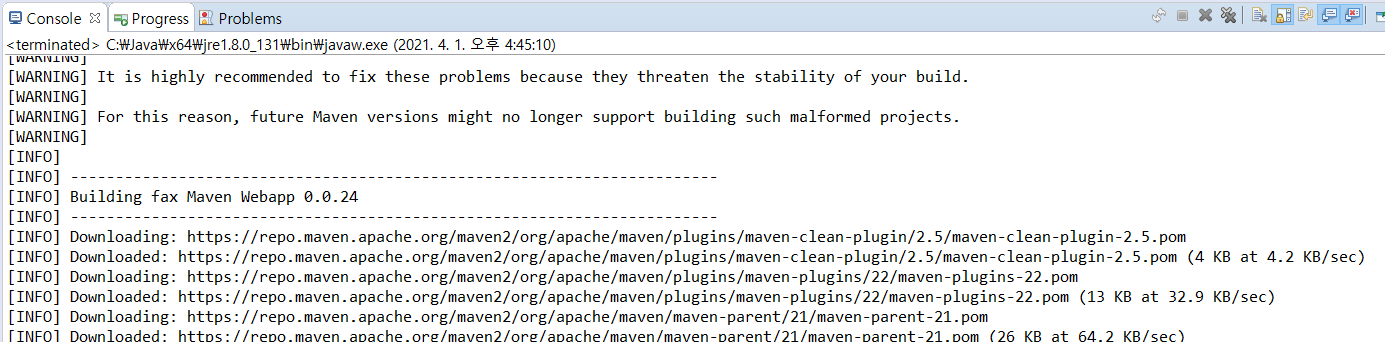 Console Progress Problems
<terminated> C:₩Java₩x64₩jre1.8.0_131₩bin₩javaw.exe (2021. 4. 1. 오후 4:45:10)
[WARNING]
[WARNING] It is highly recommended to fix these problems because they threaten the stability of your build.
[WARNING]
[WARNING] For this reason, future Maven versions might no longer support building such malformed projects.
[WARNING]
[INFO]
[INFO] ------------------------------------------------------------------------
[INFO] Building fax Maven Webapp 0.0.24
[INFO] ------------------------------------------------------------------------
[INFO] Downloading: https://repo.maven.apache.org/maven2/org/apache/maven/plugins/maven-clean-plugin/2.5/maven-clean-plugin-2.5.pom
[INFO] Downloaded: https://repo.maven.apache.org/maven2/org/apache/maven/plugins/maven-clean-plugin/2.5/maven-clean-plugin-2.5.pom (4 KB at 4.2 KB/sec)
[INFO] Downloading: https://repo.maven.apache.org/maven2/org/apache/maven/plugins/maven-plugins/22/maven-plugins-22.pom
[INFO] Downloaded: https://repo.maven.apache.org/maven2/org/apache/maven/plugins/maven-plugins/22/maven-plugins-22.pom (13 KB at 32.9 KB/sec)
[INFO] Downloading: https://repo.maven.apache.org/maven2/org/apache/maven/maven-parent/21/maven-parent-21.pom
[INFO] Downloaded: https://repo.maven.apache.org/maven2/org/apache/maven/maven-parent/21/maven-parent-21.pom (26 KB at 64.2 KB/sec)